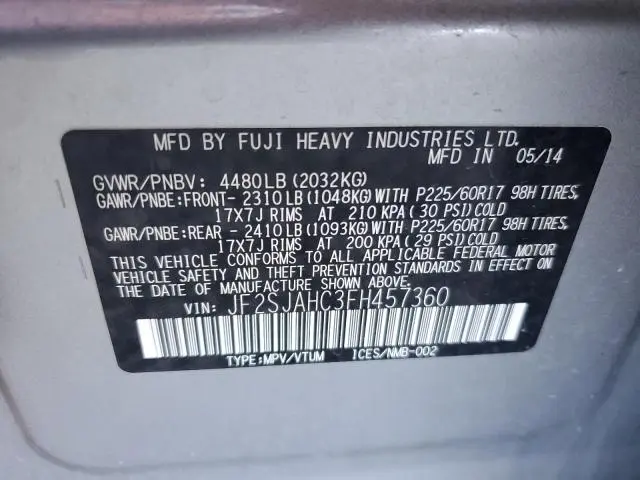 MFD BY FUJI HEAVY INDUSTRIES LTD.
MFD IN 05/14
GVWR/PNBV: 4480LB(2032KG)
GAWR/PNBE:FRONT- 2310LB(1048KG)WITH P225/60R17 98H TIRES,
17X7J RIMS AT 210 KPA(30 PSI)COLD
GAWR/PNBE:REAR - 2410LB(1093KG)WITH P225/60R17 98H TIRES,
17X7J RIMS AT 200 KPA(29 PSI)COLD
THIS VEHICLE CONFORMS TO ALL APPLICABLE FEDERAL MOTOR
VEHICLE SAFETY AND THEFT PREVENTION STANDARDS IN EFFECT
ON THE DATE OF MANUFACTURE SHOWN ABOVE.
VIN: JF2SJAHC3FH457360
TYPE:MPV/VTUM ICES/NMB-002